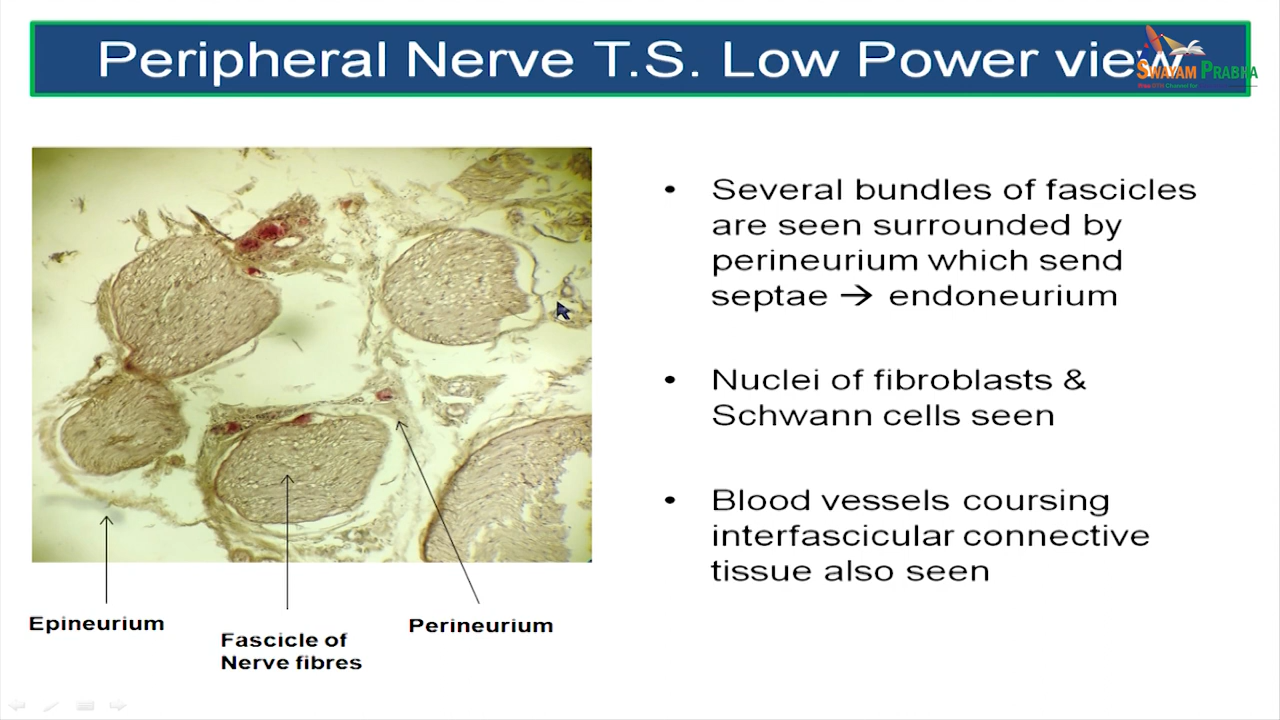 Peripheral Nerve T.S. Low Power view
SWAYAM PRABHA
• Several bundles of fascicles
are seen surrounded by
perineurium which send
septae → endoneurium
• Nuclei of fibroblasts &
Schwann cells seen
• Blood vessels coursing
interfascicular connective
tissue also seen
Epineurium
Fascicle of
Nerve fibres
Perineurium